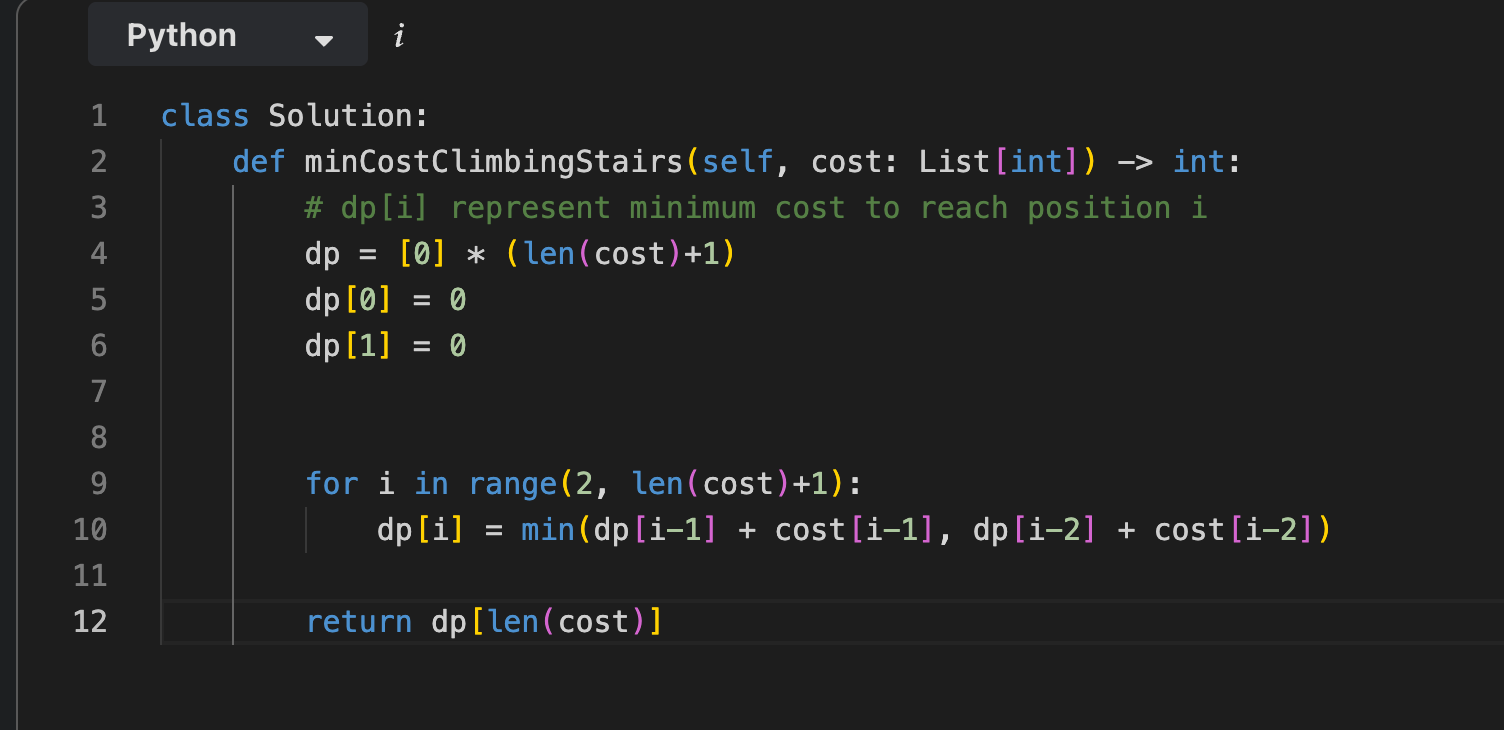 Python i
1 class Solution:
2     def minCostClimbingStairs(self, cost: List[int]) -> int:
3         # dp[i] represent minimum cost to reach position i
4         dp = [0] * (len(cost)+1)
5         dp[0] = 0
6         dp[1] = 0
7
8
9         for i in range(2, len(cost)+1):
10             dp[i] = min(dp[i-1] + cost[i-1], dp[i-2] + cost[i-2])
11
12         return dp[len(cost)]